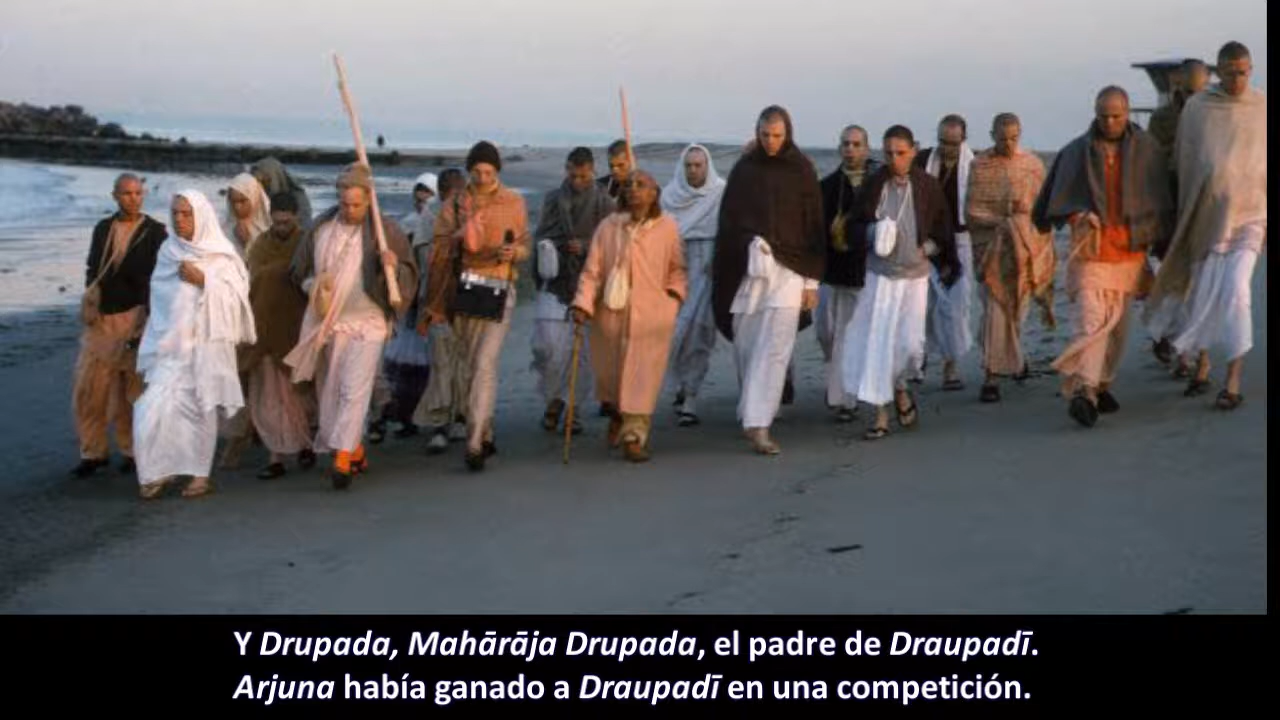 Y Drupada, Mahārāja Drupada, el padre de Draupadī.
Arjuna había ganado a Draupadī en una competición.